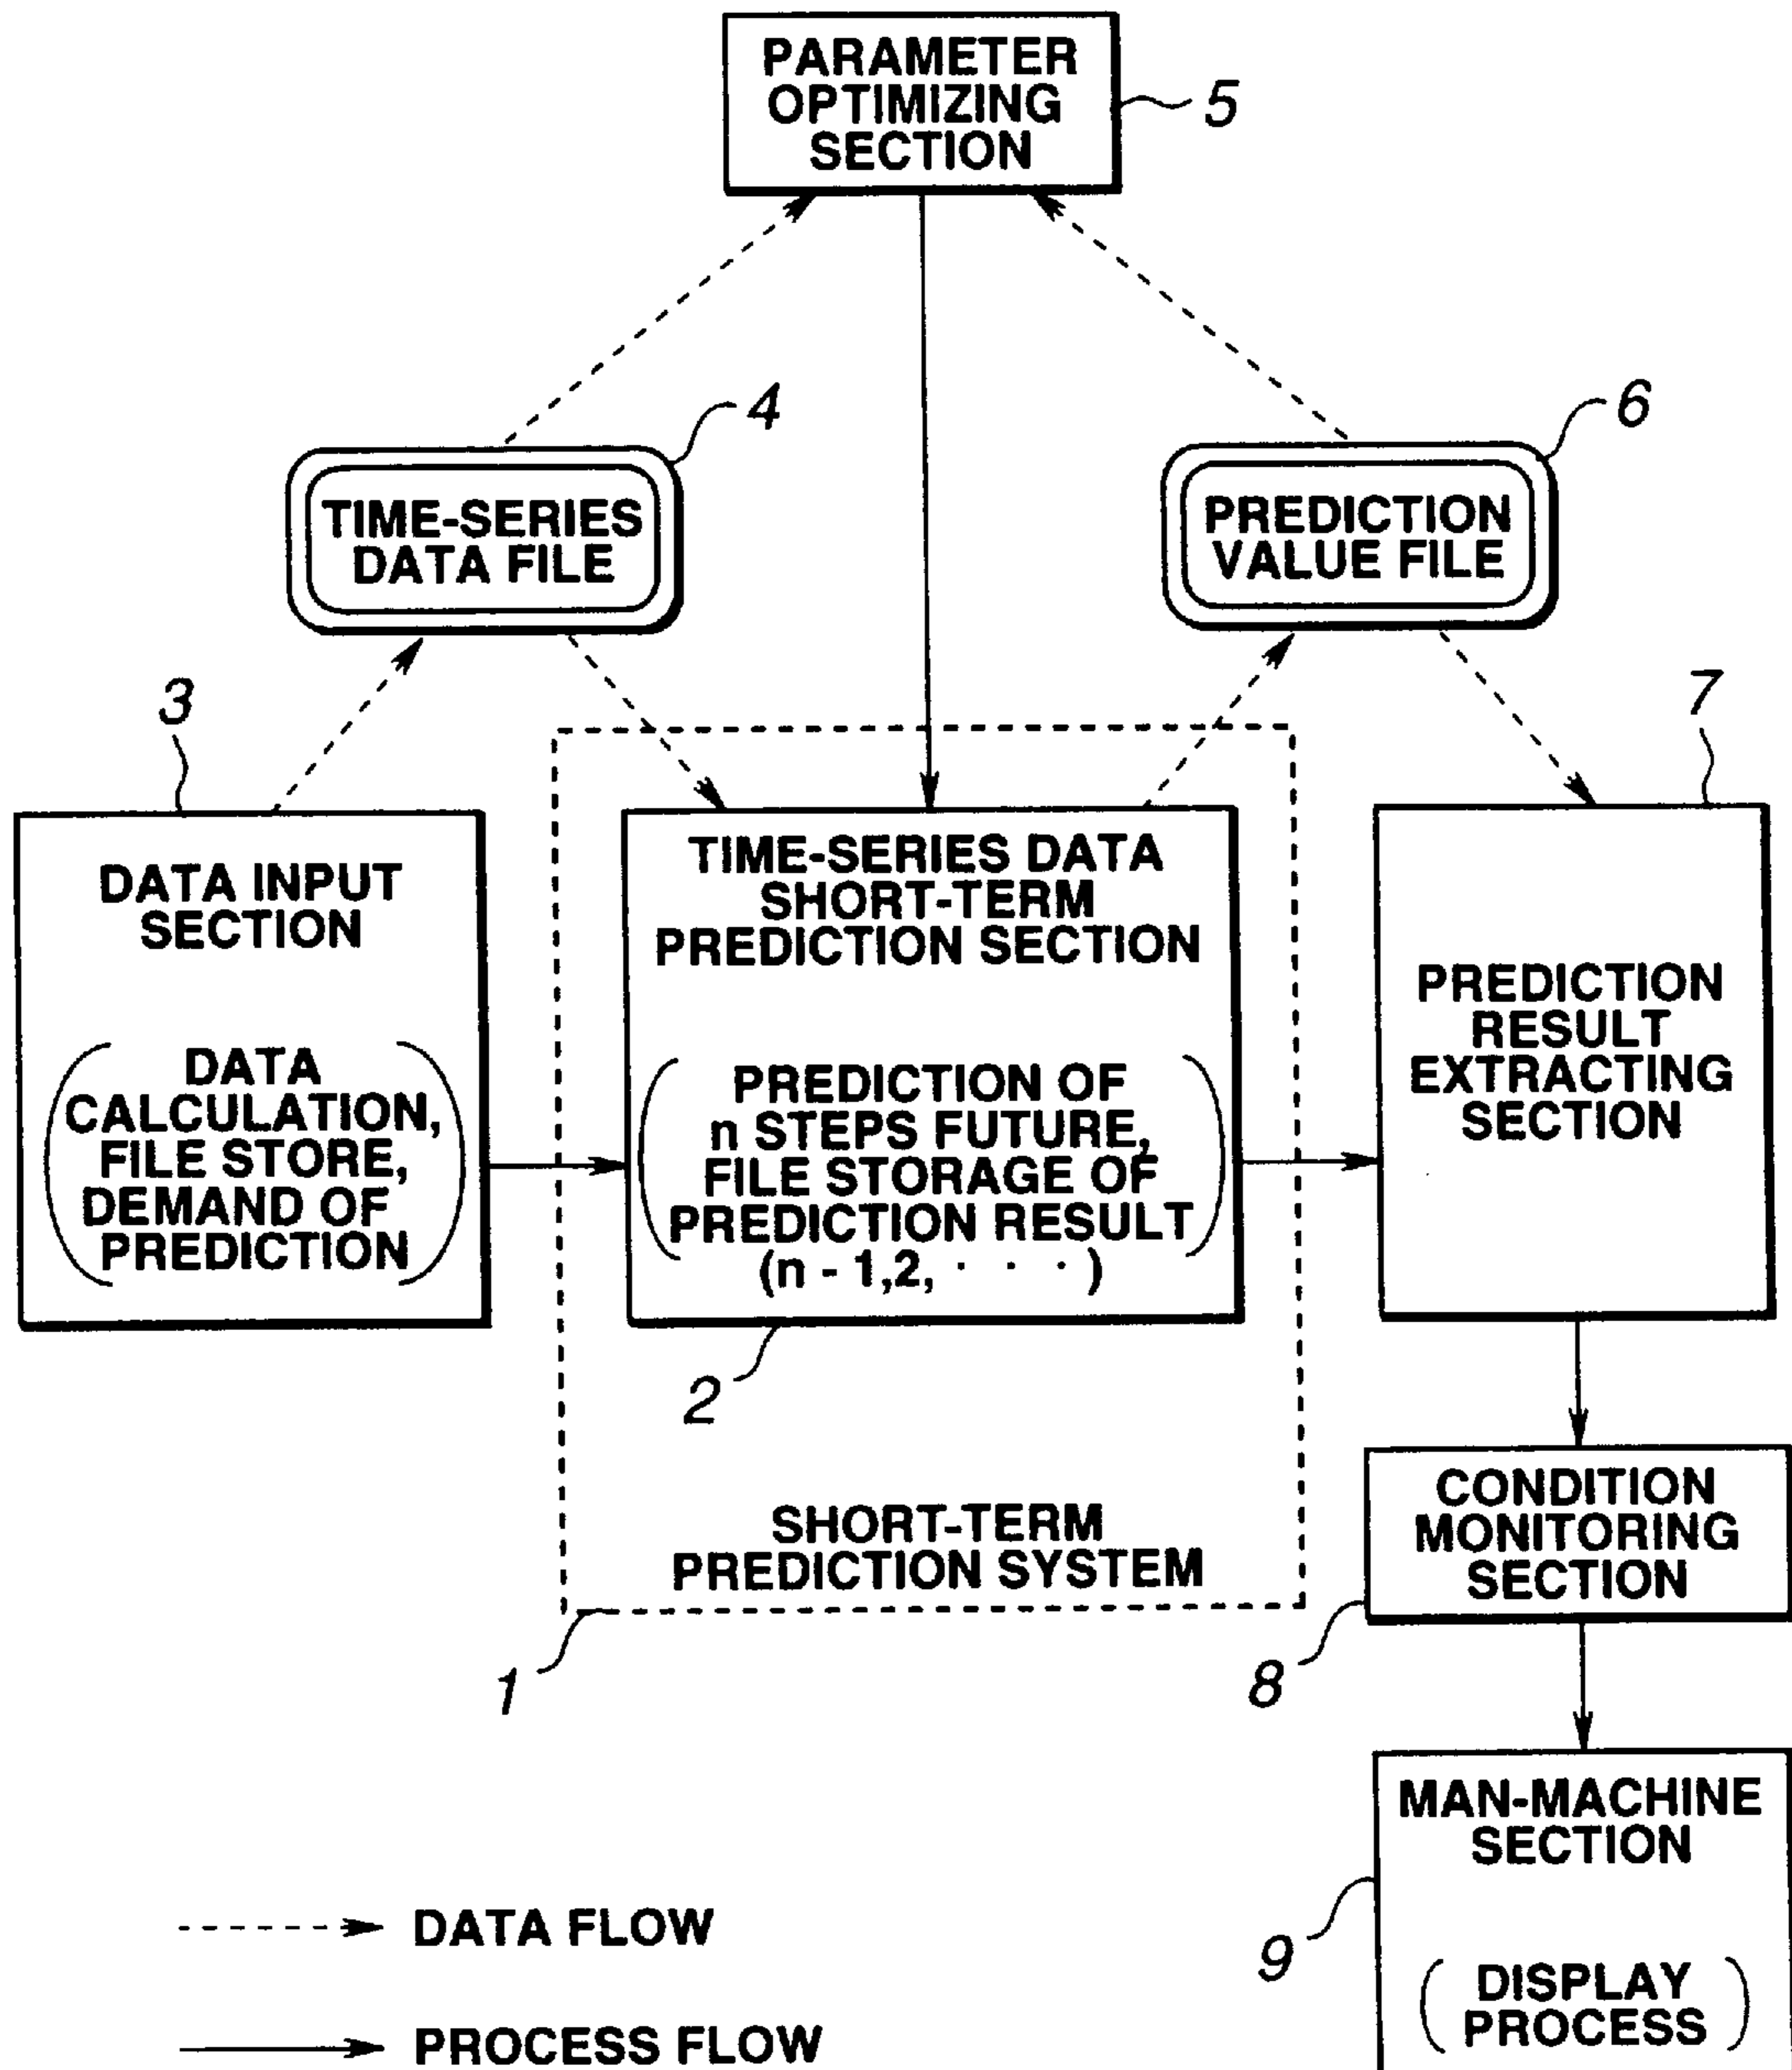 PARAMETER
OPTIMIZING
SECTION
5
4
6
TIME-SERIES
DATA FILE
PREDICTION
VALUE FILE
3
7
DATA INPUT
SECTION
DATA
CALCULATION,
FILE STORE,
DEMAND OF
PREDICTION
TIME-SERIES DATA
SHORT-TERM
PREDICTION SECTION
PREDICTION OF
n STEPS FUTURE,
FILE STORAGE OF
PREDICTION RESULT
(n - 1,2, · · · )
2
PREDICTION
RESULT
EXTRACTING
SECTION
SHORT-TERM
PREDICTION SYSTEM
1
CONDITION
MONITORING
SECTION
8
MAN-MACHINE
SECTION
(DISPLAY
PROCESS)
9
DATA FLOW
PROCESS FLOW